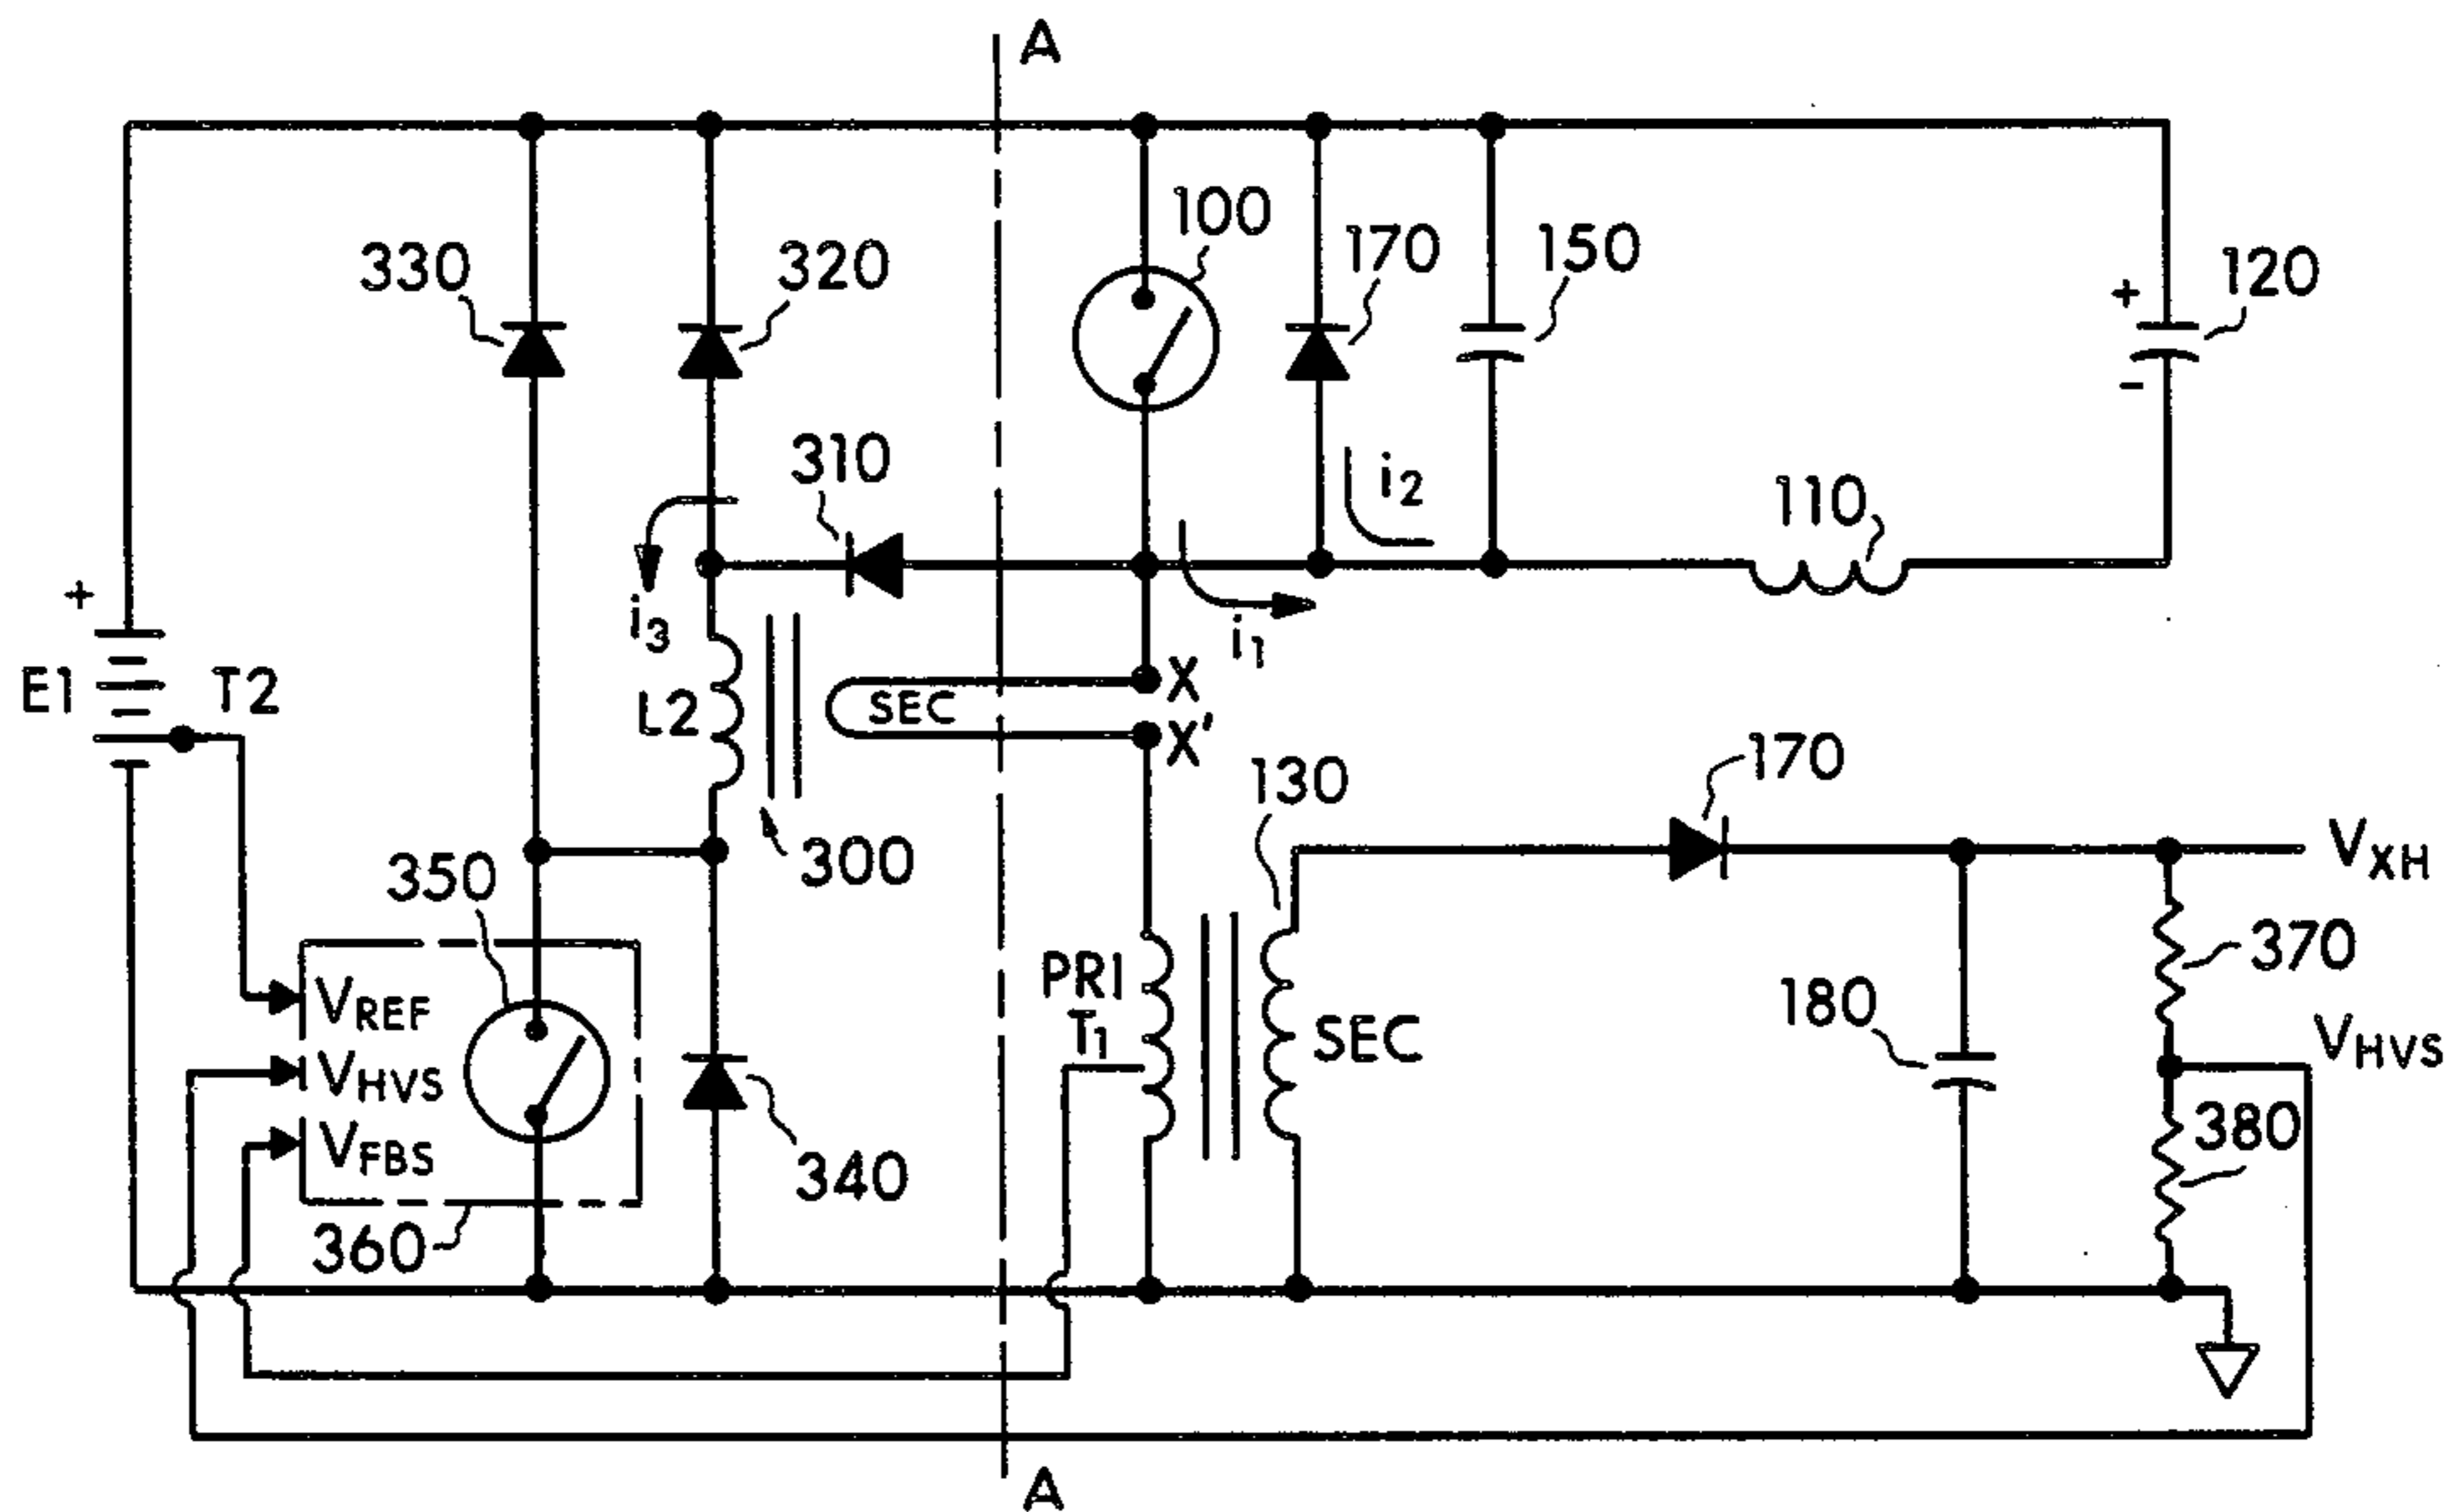 A
100
170
150
120
+
-
330
320
310
i2
110
i3
i1
+
E1
T2
L2
SEC
X
X'
300
130
170
VXH
350
VREF
VHVS
VFBS
360
340
PRI
T1
SEC
180
370
VHVS
380
A